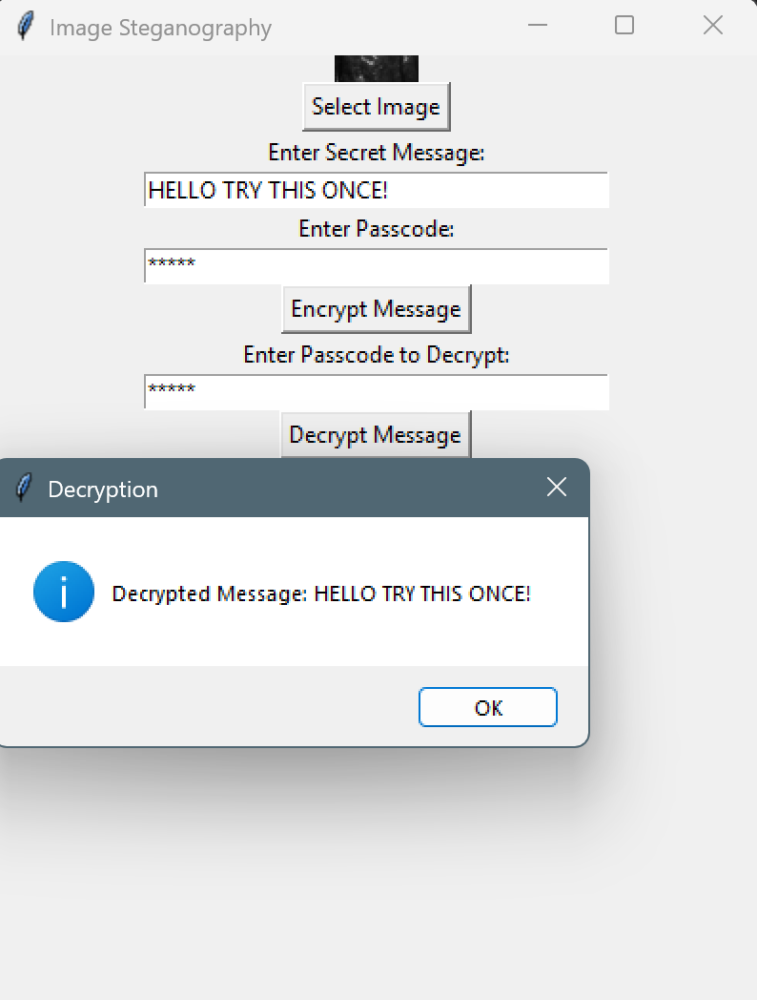 Image Steganography
Select Image
Enter Secret Message:
HELLO TRY THIS ONCE!
Enter Passcode:
*****
Encrypt Message
Enter Passcode to Decrypt:
*****
Decrypt Message
Decryption
Decrypted Message: HELLO TRY THIS ONCE!
OK